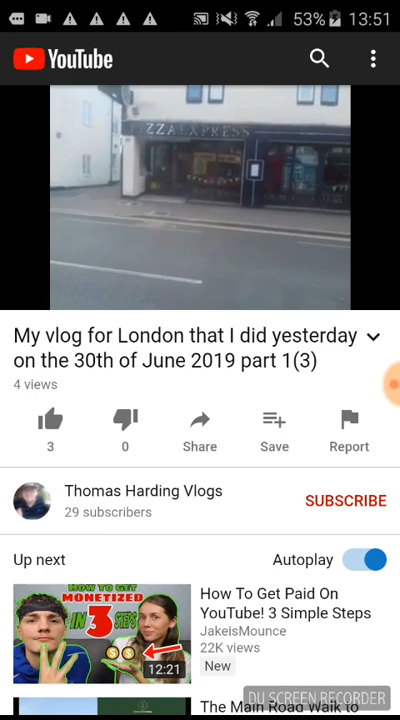 53% 13:51
YouTube
ZZAEXPRESS
My vlog for London that I did yesterday
on the 30th of June 2019 part 1(3)
4 views
3 0 Share Save Report
Thomas Harding Vlogs
29 subscribers
SUBSCRIBE
Up next Autoplay
HOW TO GET
MONETIZED
IN 3 STEPS
12:21
How To Get Paid On
YouTube! 3 Simple Steps
JakeisMounce
22K views
New
The Main Road Walk to
DU SCREEN RECORDER